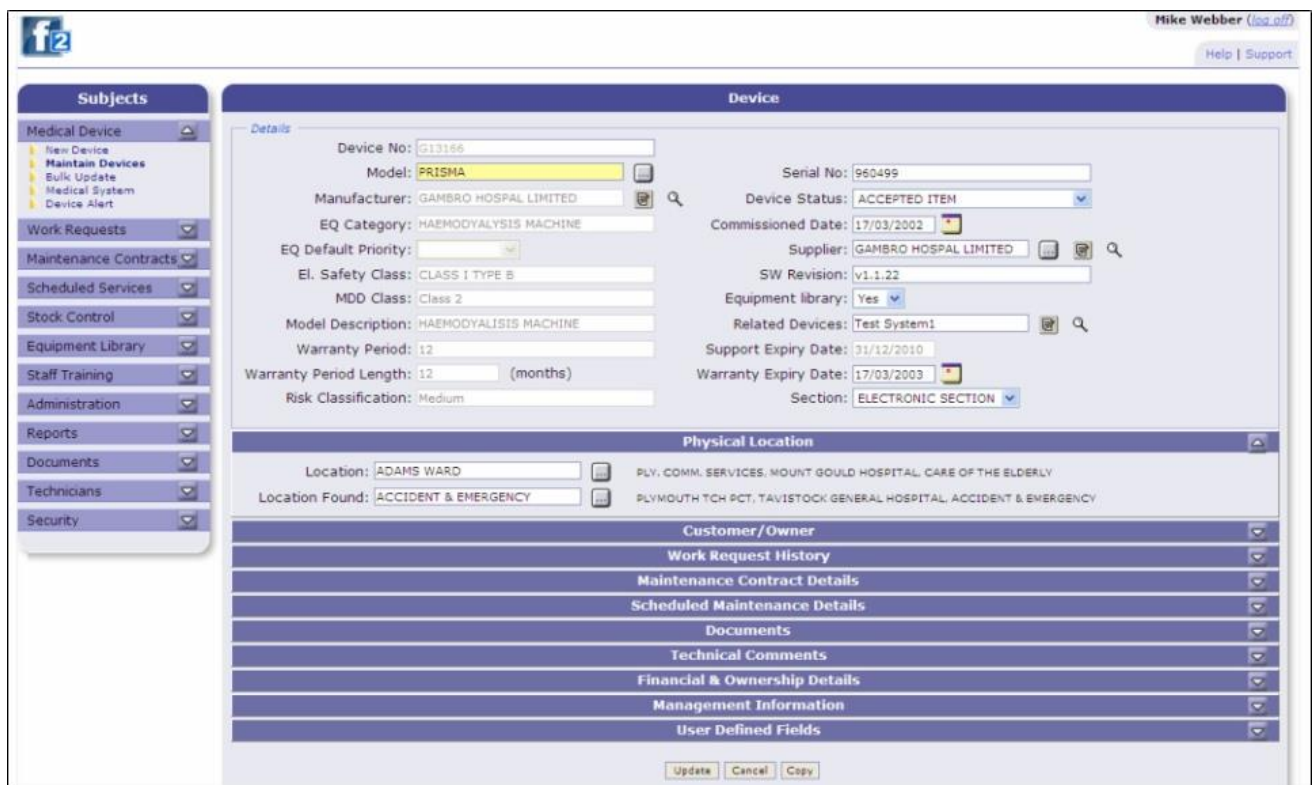 Mike Webber (log off)
f2
Help | Support
Subjects
Medical Device
New Device
Maintain Devices
Bulk Update
Medical System
Device Alert
Work Requests
Maintenance Contracts
Scheduled Services
Stock Control
Equipment Library
Staff Training
Administration
Reports
Documents
Technicians
Security
Device
Details
Device No: G13166
Model: PRISMA
Serial No: 960499
Manufacturer: GAMBRO HOSPAL LIMITED
Device Status: ACCEPTED ITEM
EQ Category: HAEMODYALYSIS MACHINE
Commissioned Date: 17/03/2002
EQ Default Priority:
Supplier: GAMBRO HOSPAL LIMITED
El. Safety Class: CLASS I TYPE B
SW Revision: v1.1.22
MDD Class: Class 2
Equipment library: Yes
Model Description: HAEMODYALISIS MACHINE
Related Devices: Test System1
Warranty Period: 12
Support Expiry Date: 31/12/2010
Warranty Period Length: 12 (months)
Warranty Expiry Date: 17/03/2003
Risk Classification: Medium
Section: ELECTRONIC SECTION
Physical Location
Location: ADAMS WARD ... PLY. COMM. SERVICES, MOUNT GOULD HOSPITAL, CARE OF THE ELDERLY
Location Found: ACCIDENT & EMERGENCY ... PLYMOUTH TCH PCT, TAVISTOCK GENERAL HOSPITAL, ACCIDENT & EMERGENCY
Customer/Owner
Work Request History
Maintenance Contract Details
Scheduled Maintenance Details
Documents
Technical Comments
Financial & Ownership Details
Management Information
User Defined Fields
Update Cancel Copy